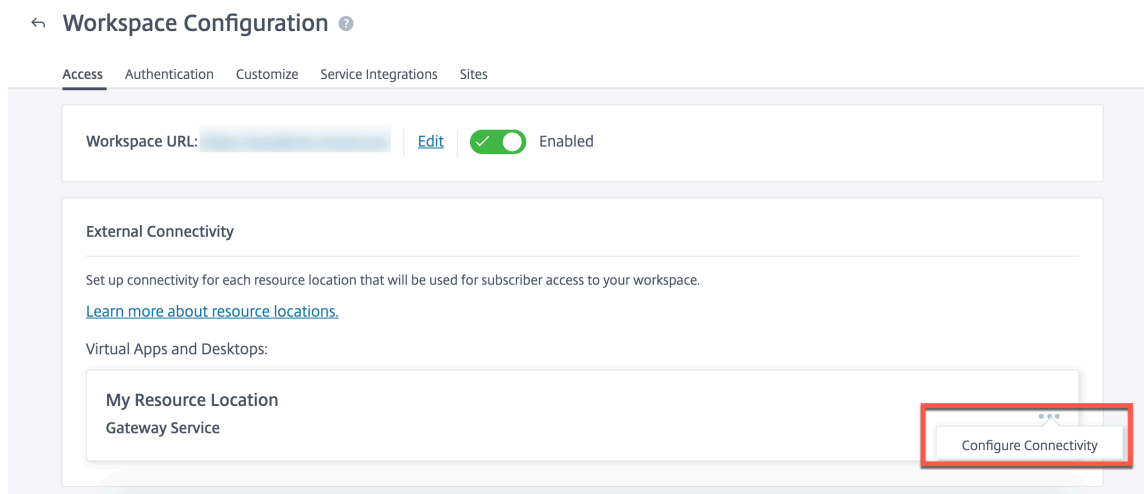 Workspace Configuration ?
Access Authentication Customize Service Integrations Sites
Workspace URL: Edit Enabled
External Connectivity
Set up connectivity for each resource location that will be used for subscriber access to your workspace.
Learn more about resource locations.
Virtual Apps and Desktops:
My Resource Location
Gateway Service
Configure Connectivity